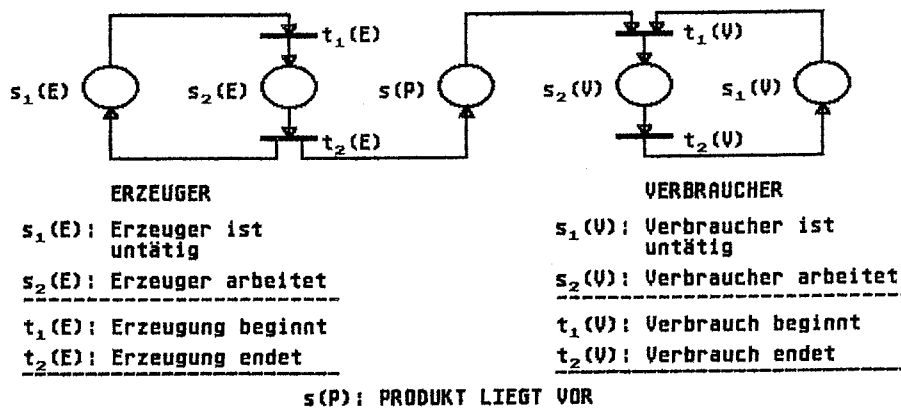 t₁(E) t₁(V)
s₁(E) s₂(E) s(P) s₂(V) s₁(V)
t₂(E) t₂(V)
ERZEUGER
s₁(E): Erzeuger ist
untätig
s₂(E): Erzeuger arbeitet
t₁(E): Erzeugung beginnt
t₂(E): Erzeugung endet
VERBRAUCHER
s₁(V): Verbraucher ist
untätig
s₂(V): Verbraucher arbeitet
t₁(V): Verbrauch beginnt
t₂(V): Verbrauch endet
s(P): PRODUKT LIEGT VOR